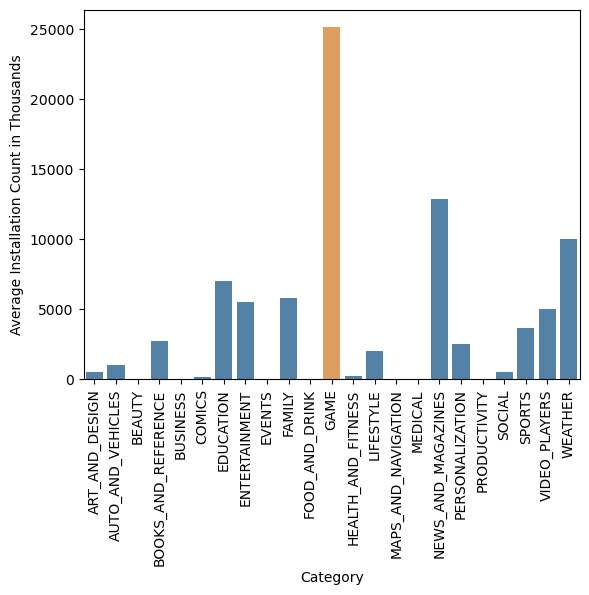 Average Installation Count in Thousands
25000
20000
15000
10000
5000
0
ART_AND_DESIGN
AUTO_AND_VEHICLES
BEAUTY
BOOKS_AND_REFERENCE
BUSINESS
COMICS
EDUCATION
ENTERTAINMENT
EVENTS
FAMILY
FOOD_AND_DRINK
GAME
HEALTH_AND_FITNESS
LIFESTYLE
MAPS_AND_NAVIGATION
MEDICAL
NEWS_AND_MAGAZINES
PERSONALIZATION
PRODUCTIVITY
SOCIAL
SPORTS
VIDEO_PLAYERS
WEATHER
Category